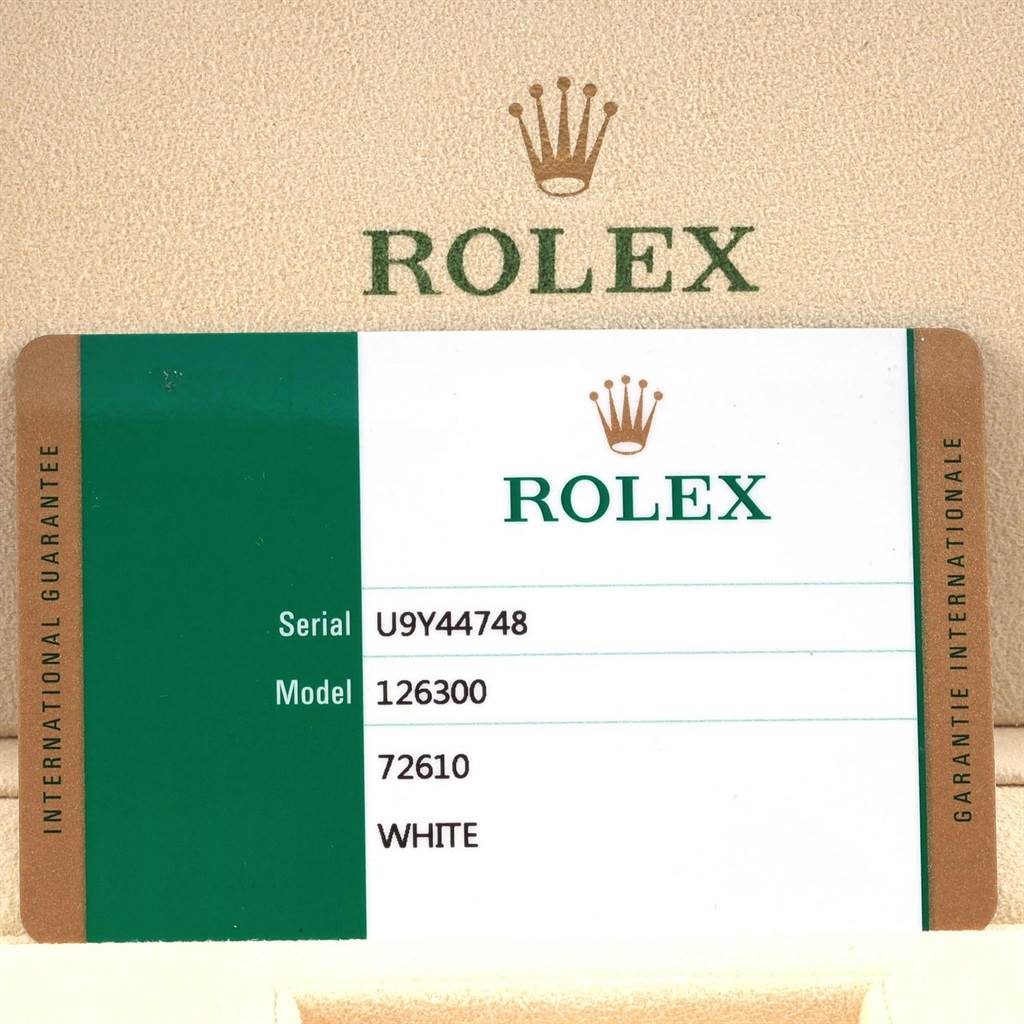 ROLEX
INTERNATIONAL GUARANTEE
ROLEX
Serial U9Y44748
Model 126300
72610
WHITE
GARANTIE INTERNATIONALE